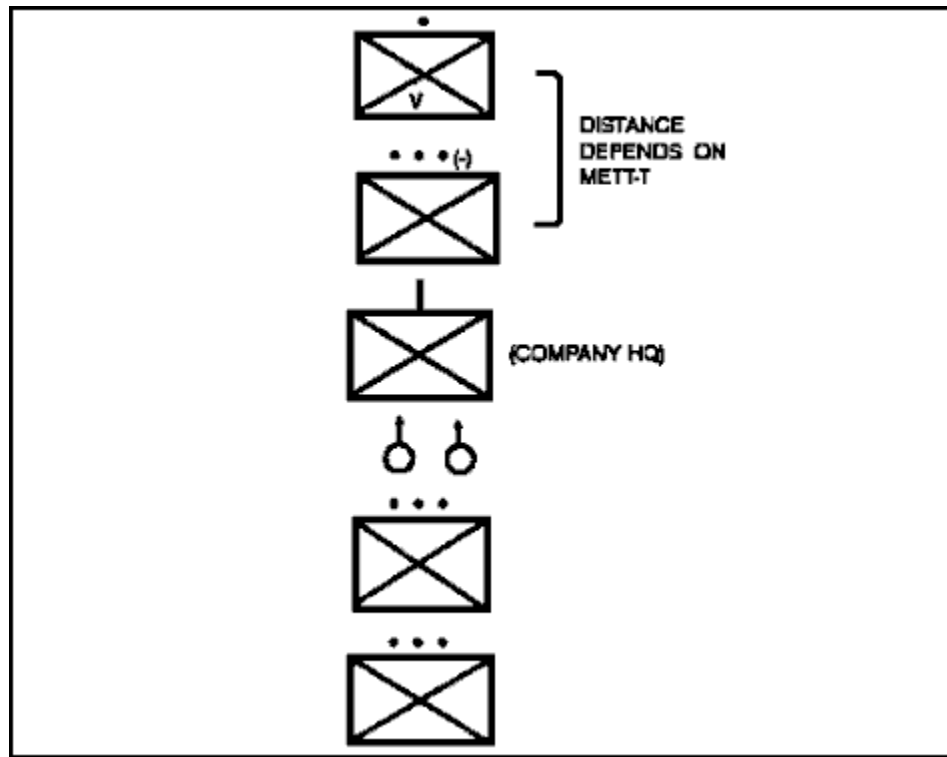 V
(-)
DISTANCE
DEPENDS ON
METT-T
(COMPANY HQ)